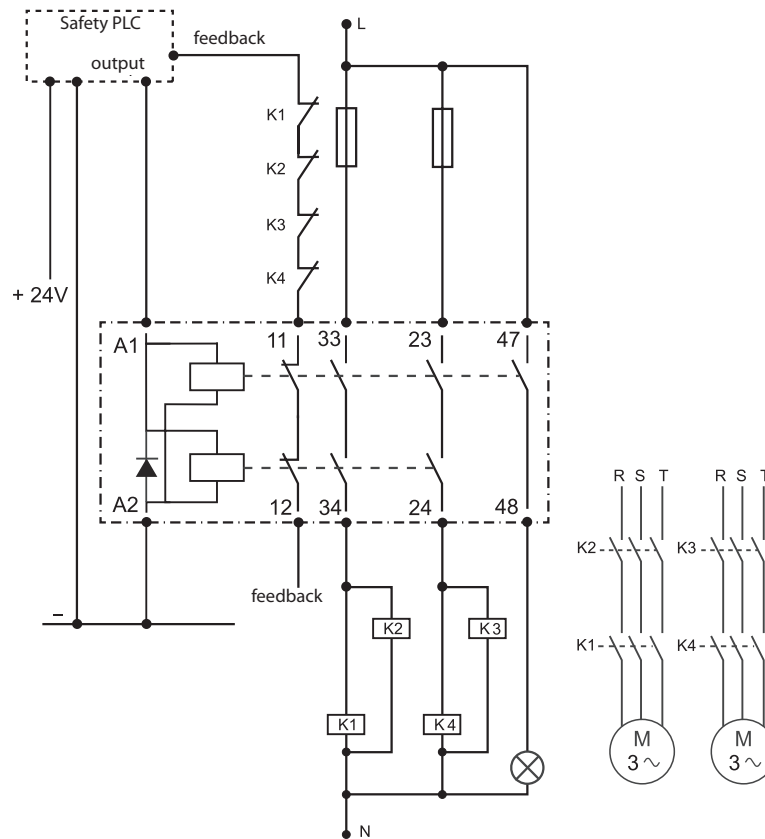 Safety PLC
output
feedback
L
K1
K2
K3
K4
+ 24V
A1
11
33
23
47
A2
12
34
24
48
feedback
–
K2
K3
K1
K4
N
R S T
R S T
K2
K3
K1
K4
M
3 ~
M
3 ~